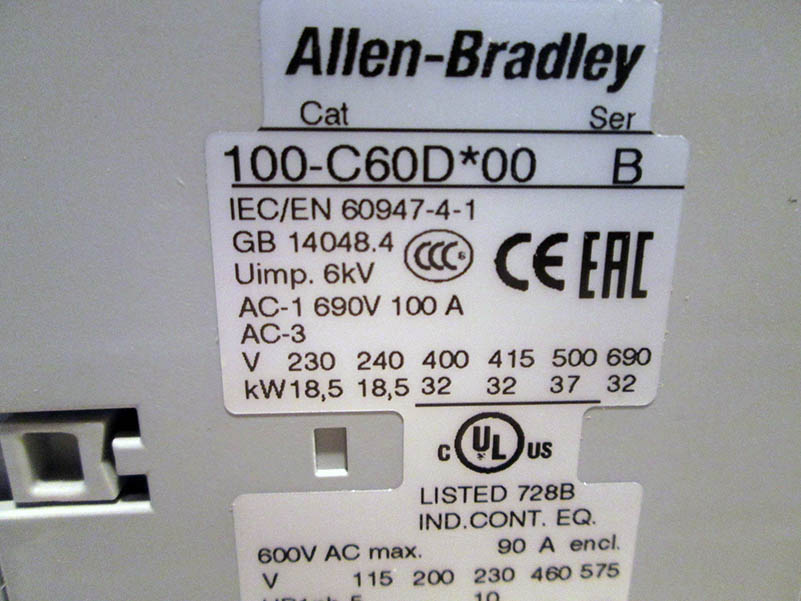 Allen-Bradley
Cat Ser
100-C60D*00 B
IEC/EN 60947-4-1
GB 14048.4
CCC CE EAC
Uimp. 6kV
AC-1 690V 100 A
AC-3
V 230 240 400 415 500 690
kW 18,5 18,5 32 32 37 32
C UL US
LISTED 728B
IND.CONT. EQ.
600V AC max. 90 A encl.
V 115 200 230 460 575
5 10